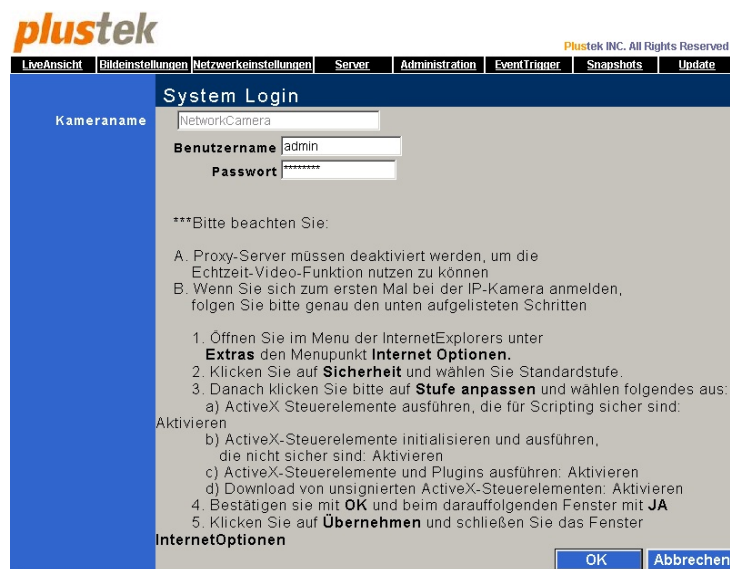 plustek
Plustek INC. All Rights Reserved
LiveAnsicht Bildeinstellungen Netzwerkeinstellungen Server Administration EventTrigger Snapshots Update
System Login
Kameraname NetworkCamera
Benutzername admin
Passwort ********
***Bitte beachten Sie:
A. Proxy-Server müssen deaktiviert werden, um die
Echtzeit-Video-Funktion nutzen zu können
B. Wenn Sie sich zum ersten Mal bei der IP-Kamera anmelden,
folgen Sie bitte genau den unten aufgelisteten Schritten
1. Öffnen Sie im Menu der InternetExplorers unter
Extras den Menupunkt Internet Optionen.
2. Klicken Sie auf Sicherheit und wählen Sie Standardstufe.
3. Danach klicken Sie bitte auf Stufe anpassen und wählen folgendes aus:
a) ActiveX Steuerelemente ausführen, die für Scripting sicher sind:
Aktivieren
b) ActiveX-Steuerelemente initialisieren und ausführen,
die nicht sicher sind: Aktivieren
c) ActiveX-Steuerelemente und Plugins ausführen: Aktivieren
d) Download von unsignierten ActiveX-Steuerelementen: Aktivieren
4. Bestätigen sie mit OK und beim darauffolgenden Fenster mit JA
5. Klicken Sie auf Übernehmen und schließen Sie das Fenster
InternetOptionen
OK Abbrechen